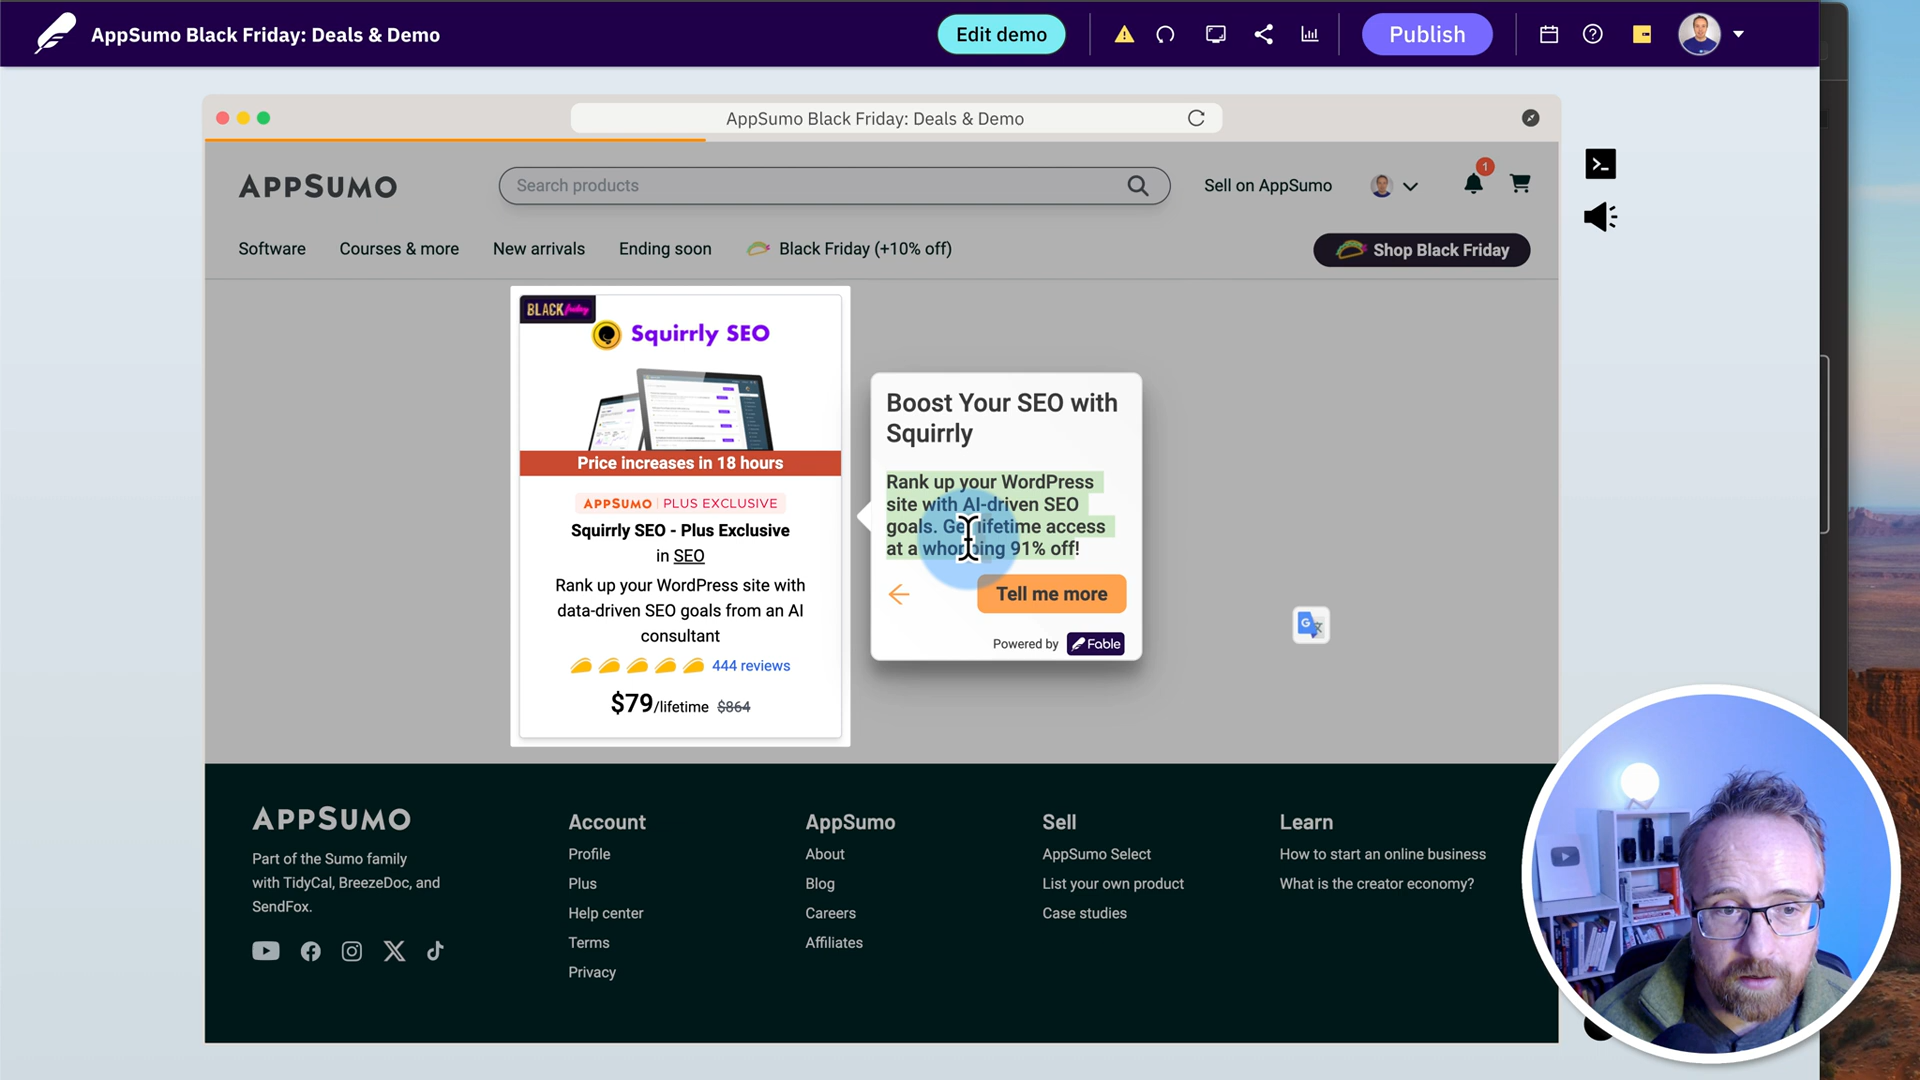 AppSumo Black Friday: Deals & Demo
Edit demo
Publish
AppSumo Black Friday: Deals & Demo
APPSUMO
Search products
Sell on AppSumo
1
Software
Courses & more
New arrivals
Ending soon
Black Friday (+10% off)
Shop Black Friday
BLACK friday
Squirrly SEO
Price increases in 18 hours
APPSUMO PLUS EXCLUSIVE
Squirrly SEO - Plus Exclusive
in SEO
Rank up your WordPress site with
data-driven SEO goals from an AI
consultant
444 reviews
$79/lifetime $864
Boost Your SEO with
Squirrly
Rank up your WordPress
site with AI-driven SEO
goals. Get lifetime access
at a whopping 91% off!
Tell me more
Powered by Fable
APPSUMO
Part of the Sumo family
with TidyCal, BreezeDoc, and
SendFox.
Account
Profile
Plus
Help center
Terms
Privacy
AppSumo
About
Blog
Careers
Affiliates
Sell
AppSumo Select
List your own product
Case studies
Learn
How to start an online business
What is the creator economy?